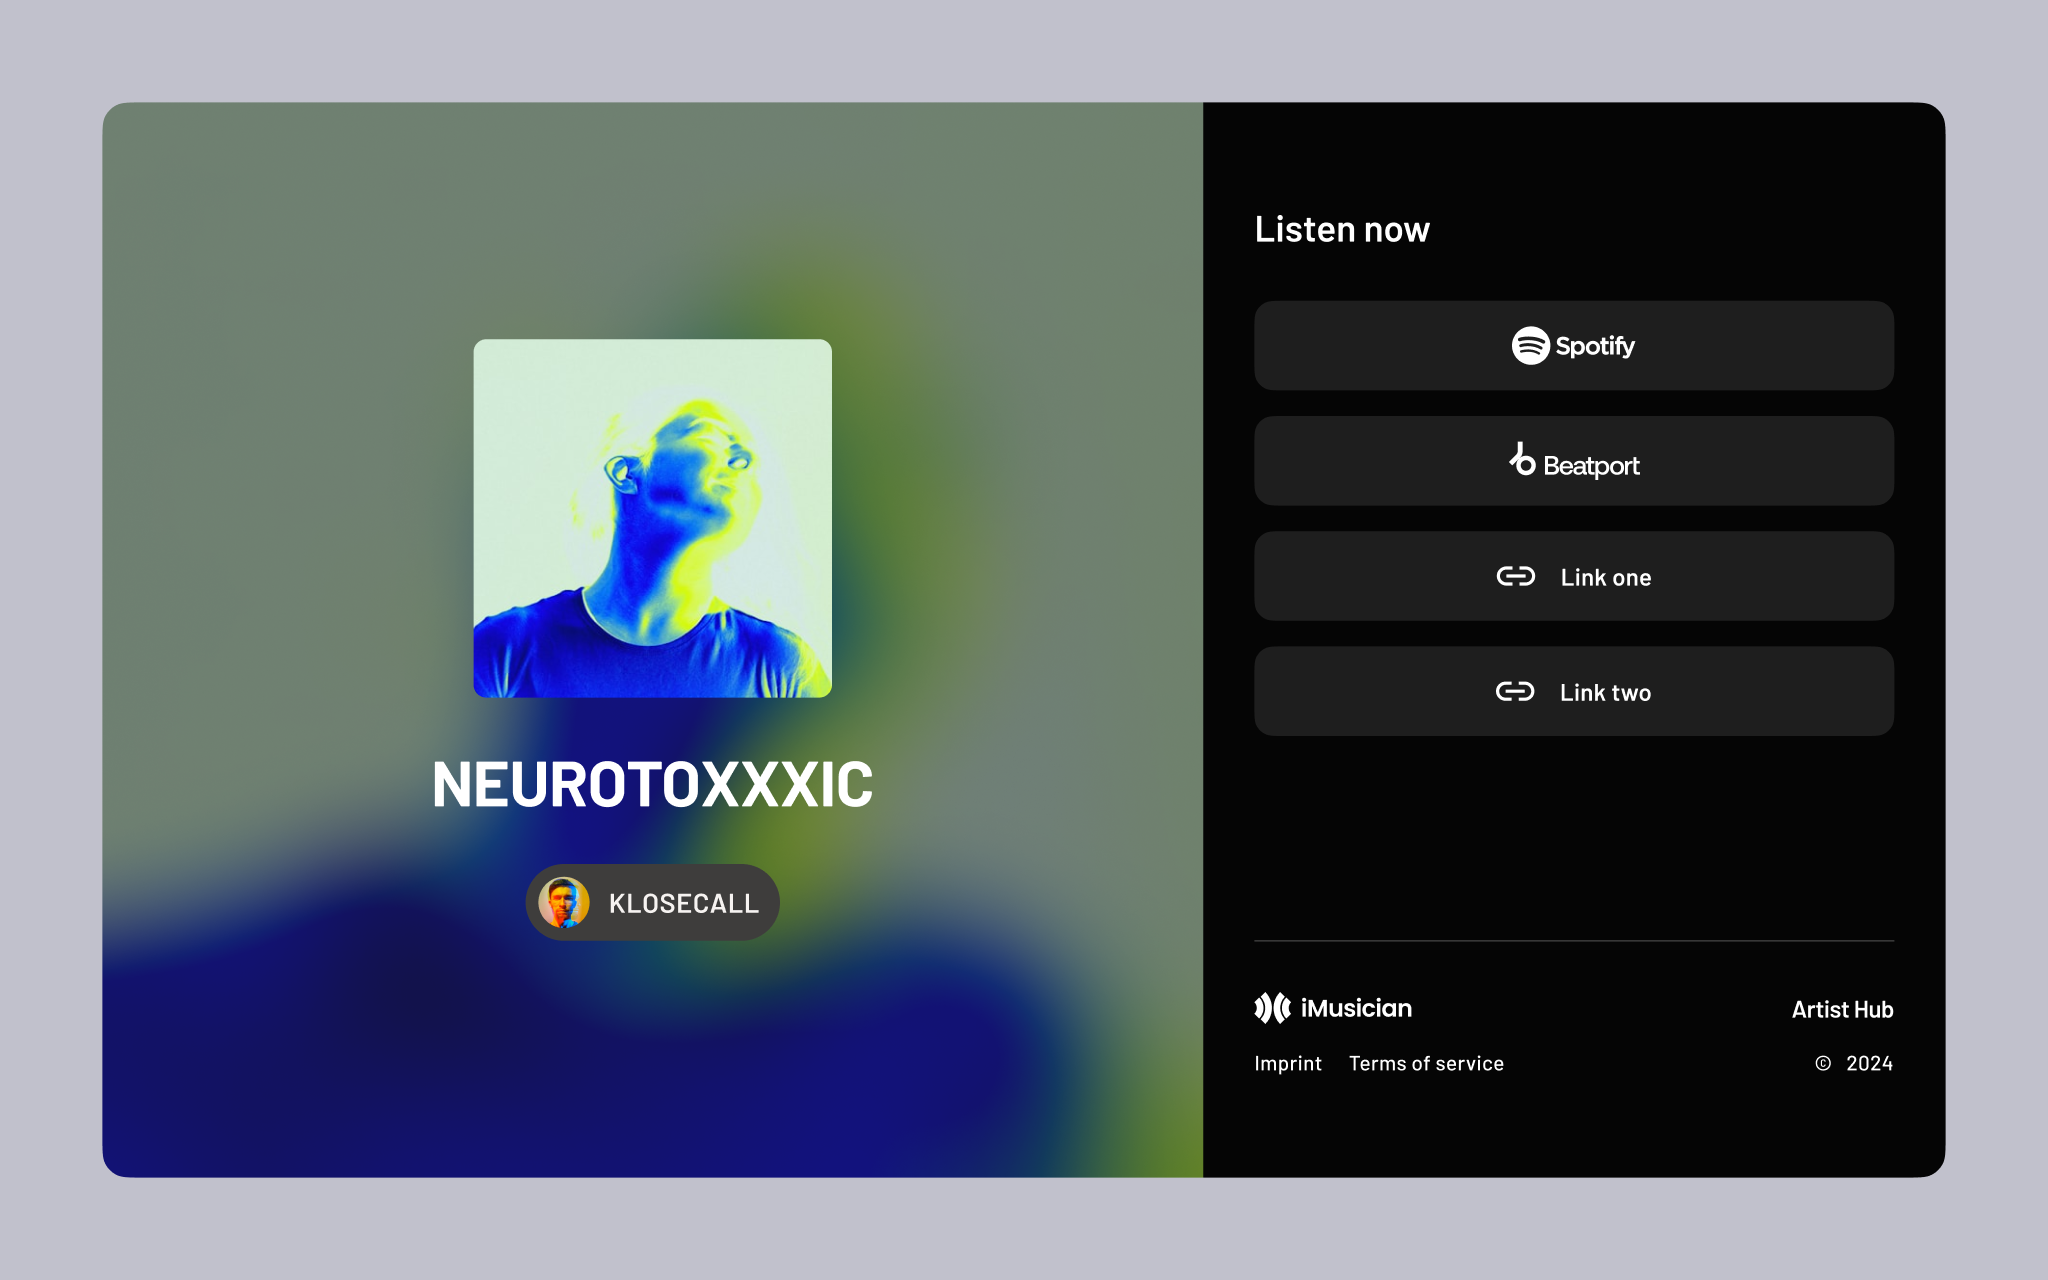 NEUROTOXXXIC
KLOSECALL
Listen now
Spotify
Beatport
Link one
Link two
iMusician
Artist Hub
Imprint Terms of service
© 2024